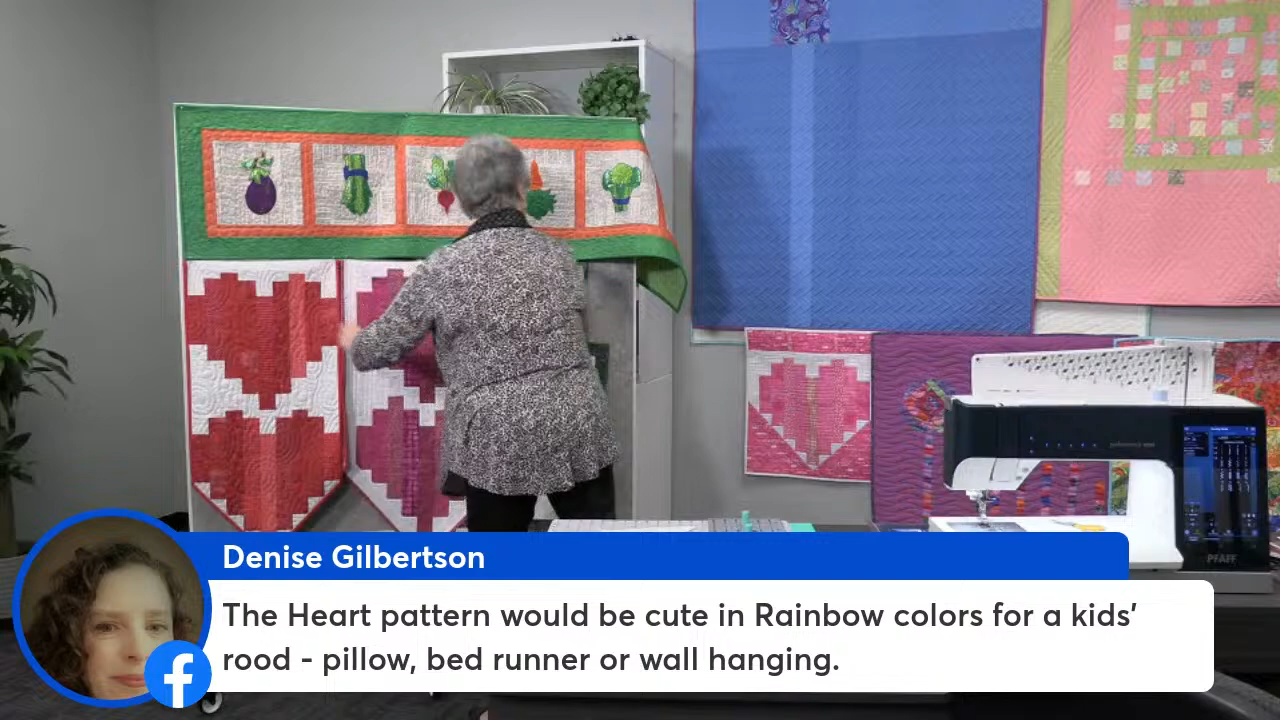 PFAFF
Denise Gilbertson
The Heart pattern would be cute in Rainbow colors for a kids'
rood - pillow, bed runner or wall hanging.